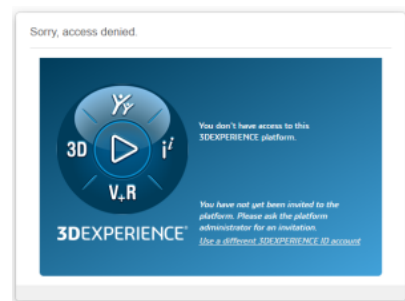 Sorry, access denied.
You don't have access to this
3DEXPERIENCE platform.
3D
i
V+R
3DEXPERIENCE
You have not yet been invited to the
platform. Please ask the platform
administrator for an invitation.
Use a different 3DEXPERIENCE ID account